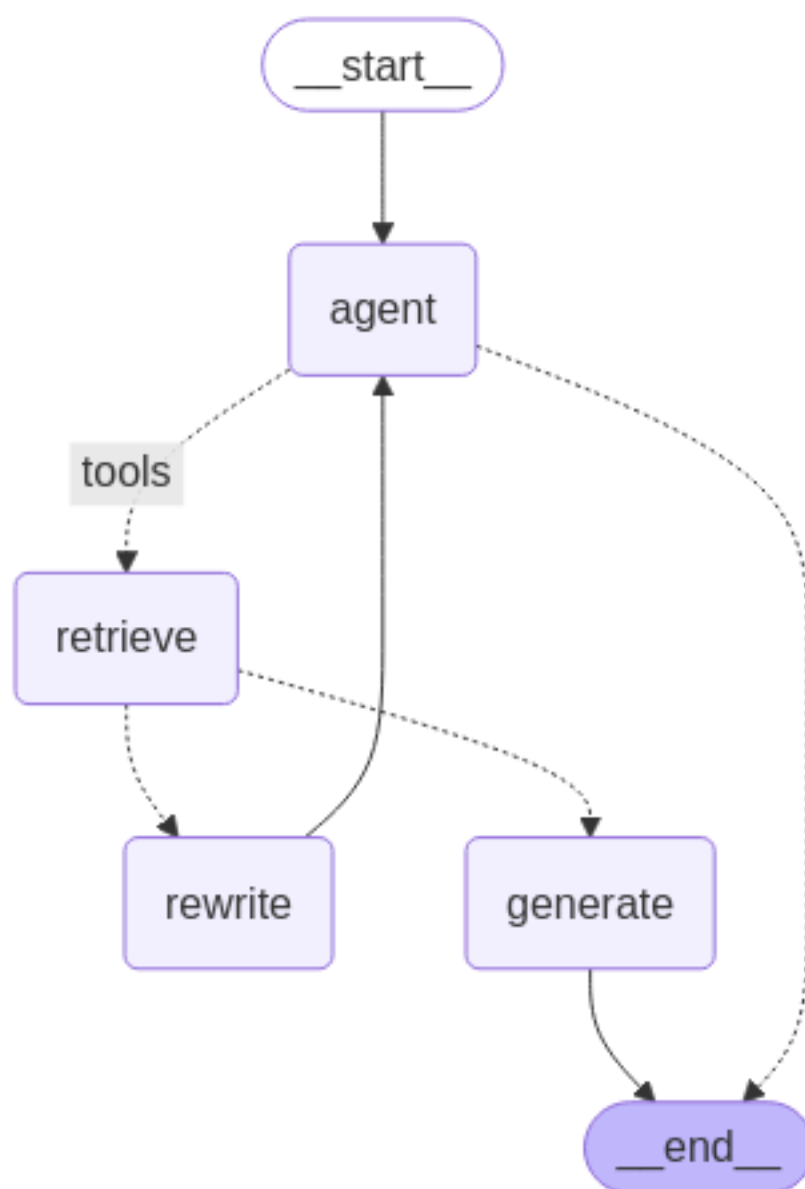 __start__
agent
tools
retrieve
rewrite
generate
__end__